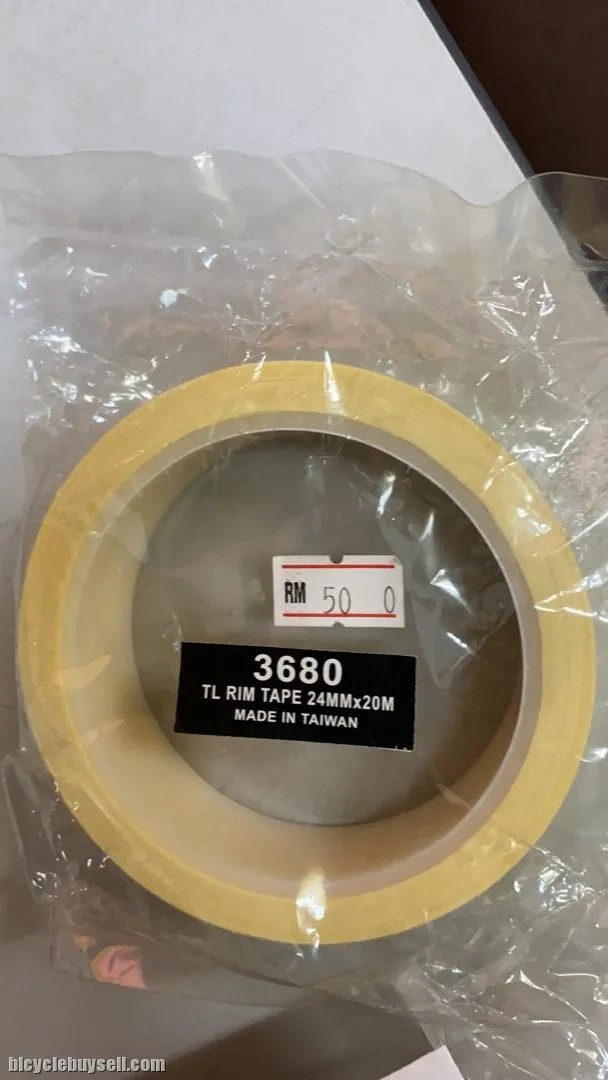 RM 50 0
3680
TL RIM TAPE 24MMx20M
MADE IN TAIWAN
bicyclebuysell.com